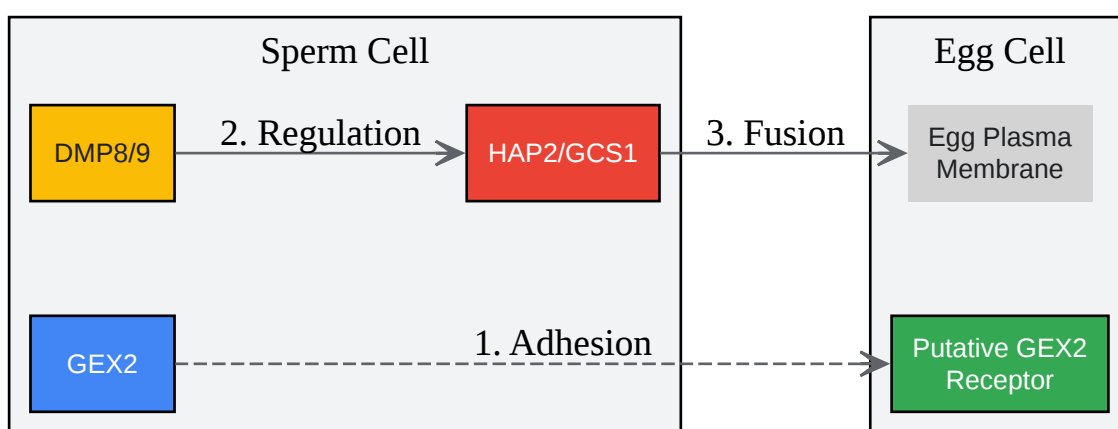 Sperm Cell
Egg Cell
DMP8/9
2. Regulation
HAP2/GCS1
3. Fusion
Egg Plasma
Membrane
GEX2
1. Adhesion
Putative GEX2
Receptor